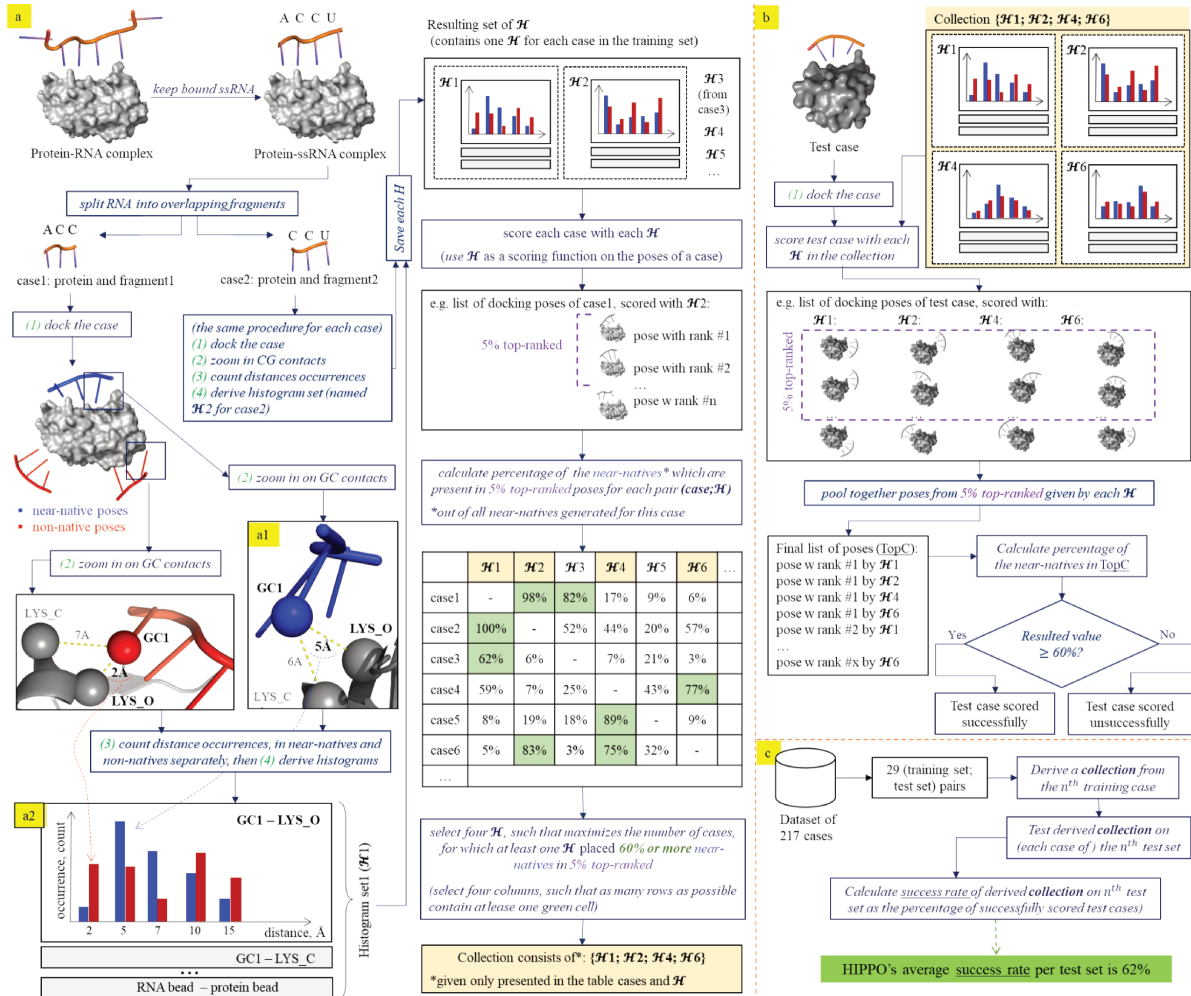 a
A C C U
Protein-RNA complex
keep bound ssRNA
Protein-ssRNA complex
split RNA into overlapping fragments
A C C
case1: protein and fragment1
C C U
case2: protein and fragment2
(1) dock the case
(the same procedure for each case)
(1) dock the case
(2) zoom in CG contacts
(3) count distances occurrences
(4) derive histogram set (named
ℋ2 for case2)
Save each H
▪ near-native poses
▪ non-native poses
(2) zoom in on GC contacts
(2) zoom in on GC contacts
LYS_C
7A
GC1
2Å
LYS_O
a1
GC1
LYS_O
5Å
6A
LYS_C
(3) count distance occurrences, in near-natives and
non-natives separately, then (4) derive histograms
a2
GC1 – LYS_O
occurrence, count
2 5 7 10 15
distance, Å
GC1 – LYS_C
...
RNA bead – protein bead
Histogram set1 (ℋ1)
Resulting set of ℋ
(contains one ℋ for each case in the training set)
ℋ1
ℋ2
ℋ3
(from
case3)
ℋ4
ℋ5
...
score each case with each ℋ
(use ℋ as a scoring function on the poses of a case)
e.g. list of docking poses of case1, scored with ℋ2:
5% top-ranked
pose with rank #1
pose with rank #2
...
pose w rank #n
calculate percentage of the near-natives* which are
present in 5% top-ranked poses for each pair (case;ℋ)
*out of all near-natives generated for this case
ℋ1 ℋ2 ℋ3 ℋ4 ℋ5 ℋ6 ...
case1 - 98% 82% 17% 9% 6%
case2 100% - 52% 44% 20% 57%
case3 62% 6% - 7% 21% 3%
case4 59% 7% 25% - 43% 77%
case5 8% 19% 18% 89% - 9%
case6 5% 83% 3% 75% 32% -
...
select four ℋ, such that maximizes the number of cases,
for which at least one ℋ placed 60% or more near-
natives in 5% top-ranked
(select four columns, such that as many rows as possible
contain at least one green cell)
Collection consists of*: {ℋ1; ℋ2; ℋ4; ℋ6}
*given only presented in the table cases and ℋ
b
Test case
Collection {ℋ1; ℋ2; ℋ4; ℋ6}
ℋ1
ℋ2
ℋ4
ℋ6
(1) dock the case
score test case with each
ℋ in the collection
e.g. list of docking poses of test case, scored with:
ℋ1: ℋ2: ℋ4: ℋ6:
5% top-ranked
... ... ... ...
pool together poses from 5% top-ranked given by each ℋ
Final list of poses (TopC):
pose w rank #1 by ℋ1
pose w rank #1 by ℋ2
pose w rank #1 by ℋ4
pose w rank #1 by ℋ6
pose w rank #2 by ℋ1
...
pose w rank #x by ℋ6
Calculate percentage of
the near-natives in TopC
Yes
Resulted value
≥ 60%?
No
Test case scored
successfully
Test case scored
unsuccessfully
c
Dataset of
217 cases
29 (training set;
test set) pairs
Derive a collection from
the nth training case
Test derived collection on
(each case of ) the nth test set
Calculate success rate of derived collection on nth test
set as the percentage of successfully scored test cases)
HIPPO's average success rate per test set is 62%